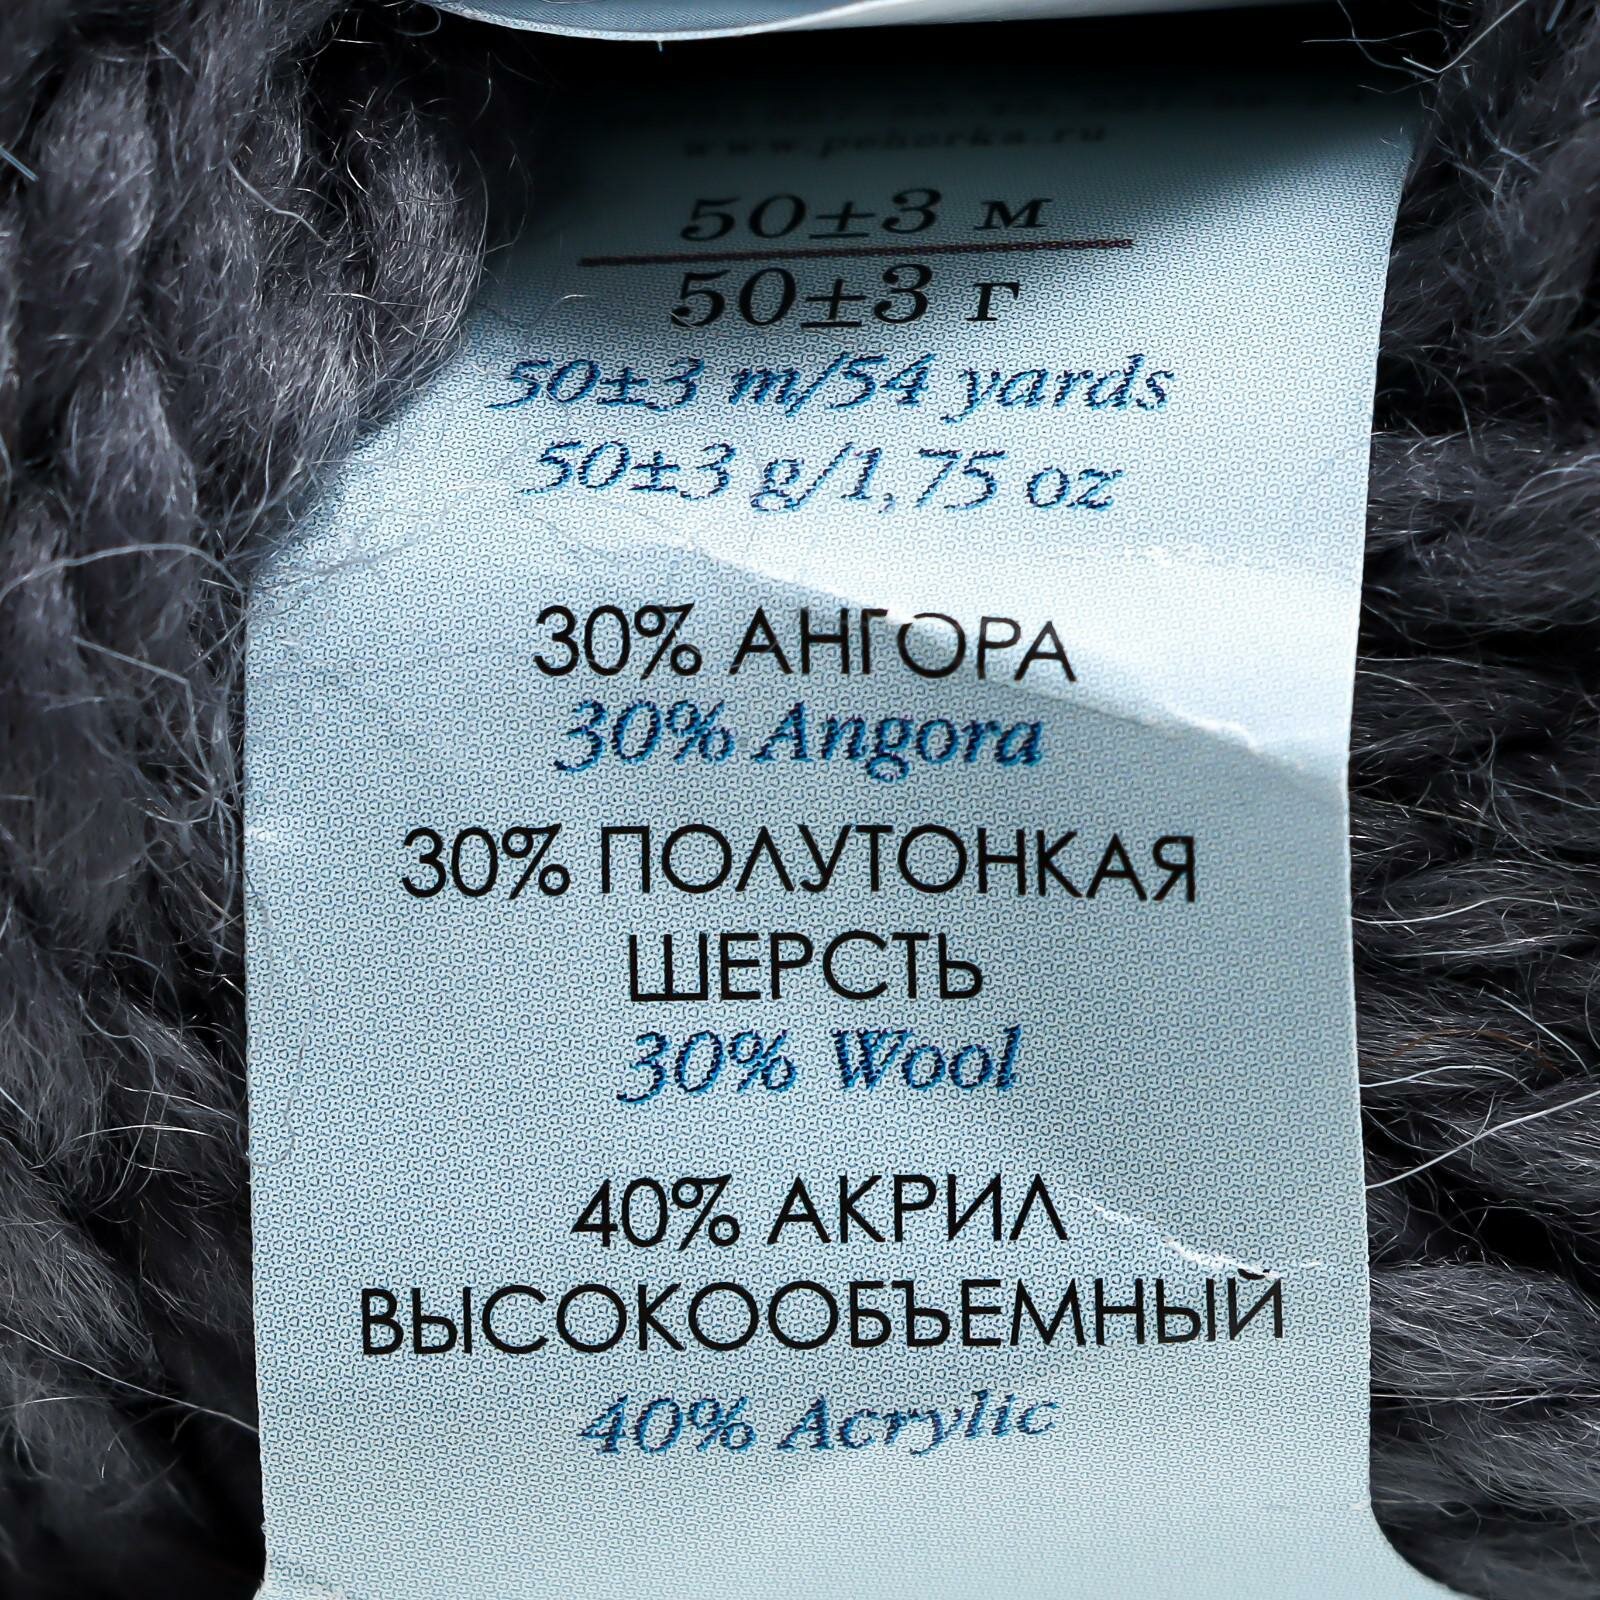 www.pehorka.ru
50±3 м
50±3 г
50±3 m/54 yards
50±3 g/1,75 oz
30% АНГОРА
30% Angora
30% ПОЛУТОНКАЯ
ШЕРСТЬ
30% Wool
40% АКРИЛ
ВЫСОКООБЪЕМНЫЙ
40% Acrylic